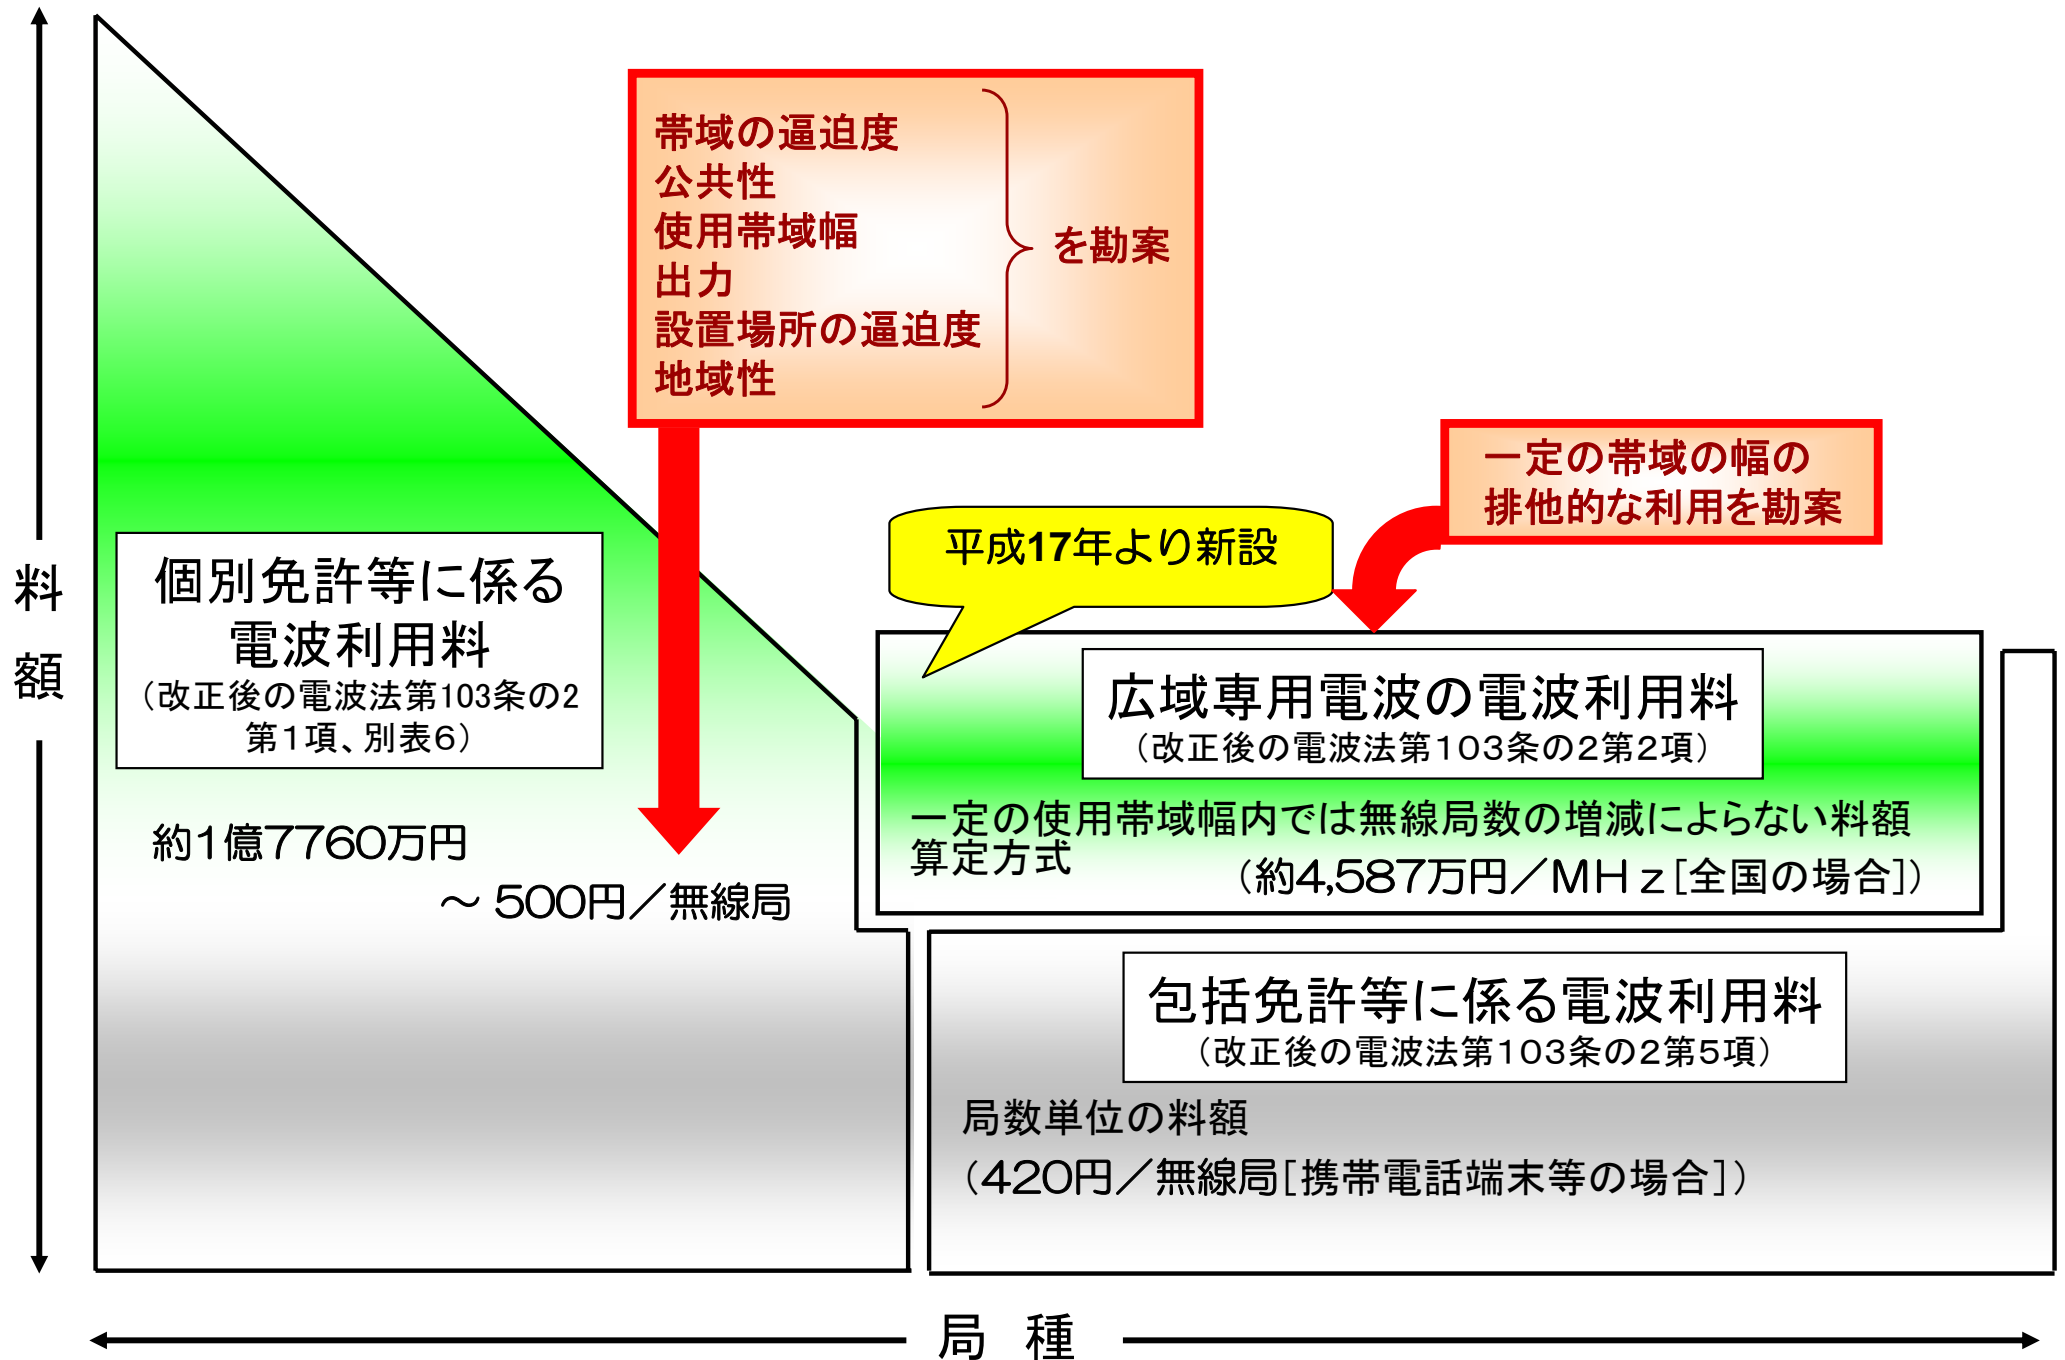 帯域の逼迫度
公共性
使用帯域幅
出力
設置場所の逼迫度
地域性
を勘案
一定の帯域の幅の
排他的な利用を勘案
平成17年より新設
料
額
個別免許等に係る
電波利用料
（改正後の電波法第103条の2
第１項、別表６）
約１億７７６０万円
～ 500円／無線局
広域専用電波の電波利用料
（改正後の電波法第１０３条の２第２項）
一定の使用帯域幅内では無線局数の増減によらない料額
算定方式
（約４,５８７万円／ＭＨｚ［全国の場合］）
包括免許等に係る電波利用料
（改正後の電波法第１０３条の２第５項）
局数単位の料額
（４２０円／無線局［携帯電話端末等の場合］）
局　種